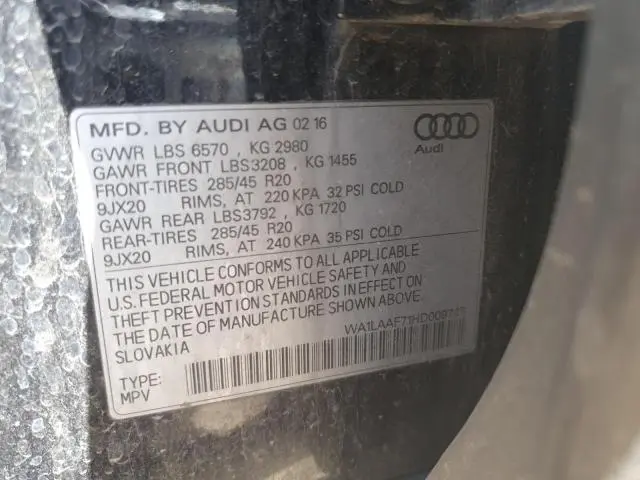 MFD. BY AUDI AG 02 16
Audi
GVWR LBS 6570 , KG 2980
GAWR FRONT LBS3208 , KG 1455
FRONT-TIRES 285/45 R20
9JX20 RIMS, AT 220 KPA 32 PSI COLD
GAWR REAR LBS3792 , KG 1720
REAR-TIRES 285/45 R20
9JX20 RIMS, AT 240 KPA 35 PSI COLD
THIS VEHICLE CONFORMS TO ALL APPLICABLE
U.S. FEDERAL MOTOR VEHICLE SAFETY AND
THEFT PREVENTION STANDARDS IN EFFECT ON
THE DATE OF MANUFACTURE SHOWN ABOVE.
SLOVAKIA
TYPE:
MPV